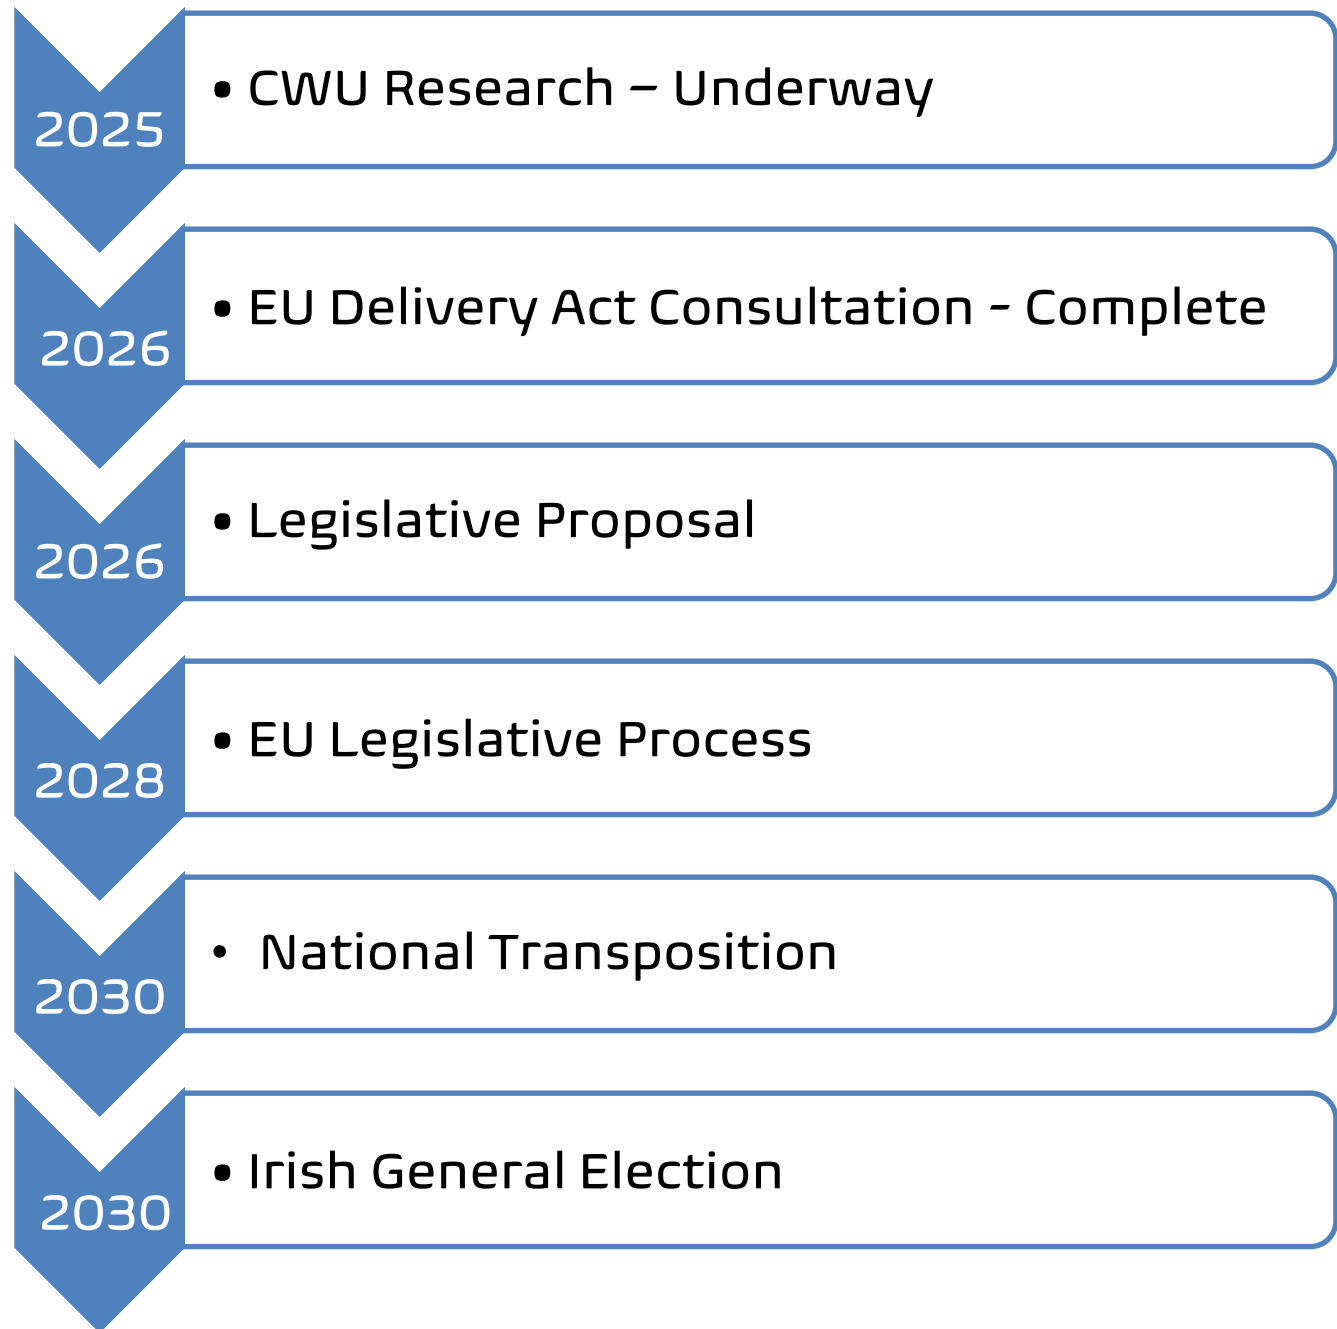 2025
• CWU Research – Underway
2026
• EU Delivery Act Consultation - Complete
2026
• Legislative Proposal
2028
• EU Legislative Process
2030
• National Transposition
2030
• Irish General Election